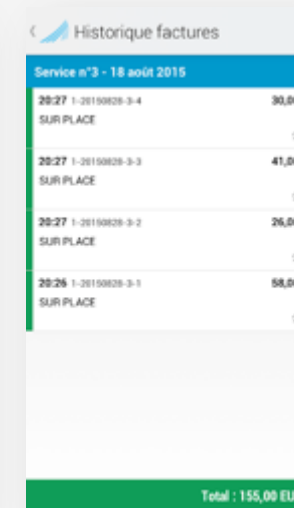 Historique factures
Service n°3 - 18 août 2015
20:27 1-20150828-3-4 30,0
SUR PLACE
20:27 1-20150828-3-3 41,0
SUR PLACE
20:27 1-20150828-3-2 26,0
SUR PLACE
20:26 1-20150828-3-1 58,0
SUR PLACE
Total : 155,00 EU